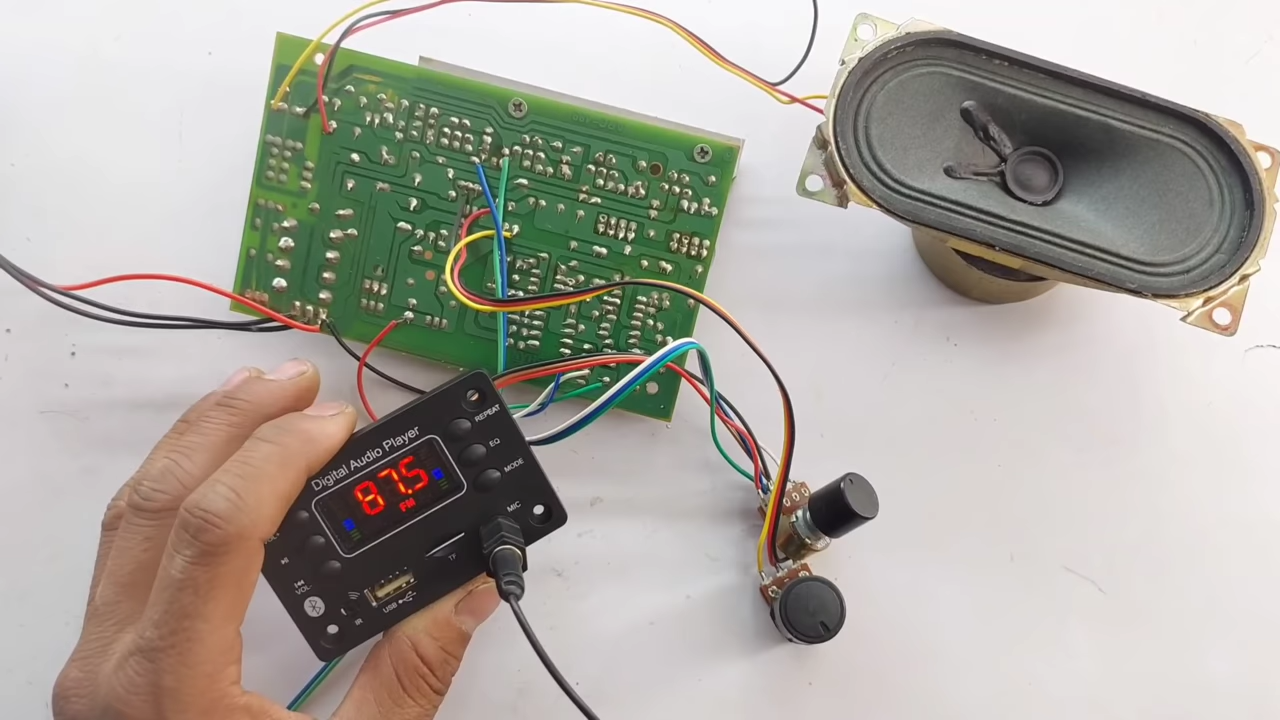 Digital Audio Player
87.5
FM
REPEAT
EQ
MODE
MIC
TF
USB
VOL-
IR